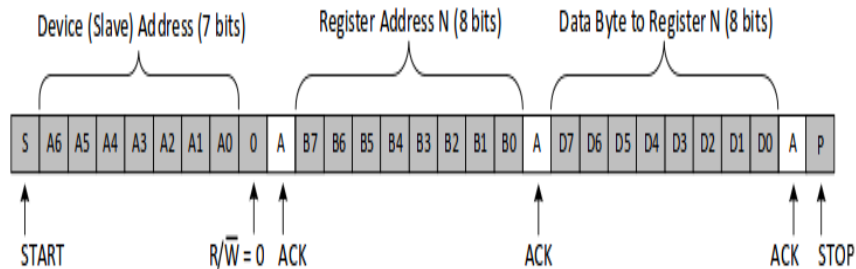 Device (Slave) Address (7 bits) Register Address N (8 bits) Data Byte to Register N (8 bits)
S A6 A5 A4 A3 A2 A1 A0 0 A B7 B6 B5 B4 B3 B2 B1 B0 A D7 D6 D5 D4 D3 D2 D1 D0 A P
START R/W̅ = 0 ACK ACK ACK STOP